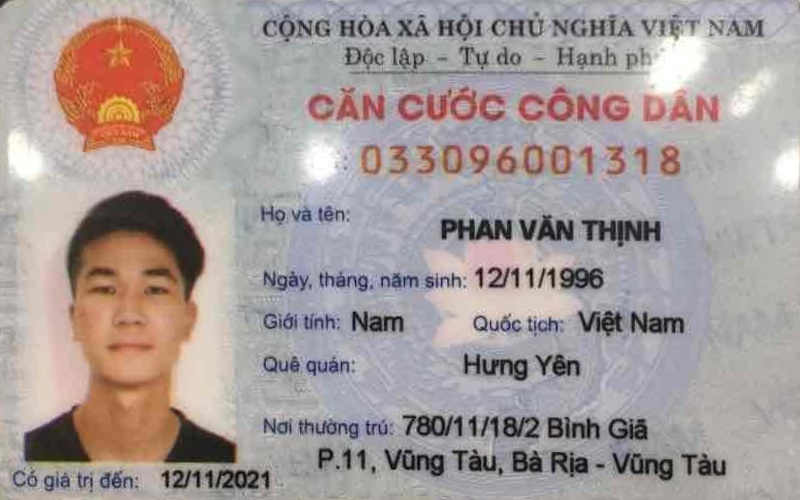 CỘNG HÒA XÃ HỘI CHỦ NGHĨA VIỆT NAM
Độc lập - Tự do - Hạnh
CĂN CƯỚC CÔNG DÂN
033096001318
Họ và tên:
PHAN VĂN THỊNH
Ngày, tháng, năm sinh: 12/11/1996
Giới tính: Nam Quốc tịch: Việt Nam
Quê quán: Hưng Yên
Nơi thường trú: 780/11/18/2 Bình Giã
P.11, Vũng Tàu, Bà Rịa - Vũng Tàu
Có giá trị đến: 12/11/2021